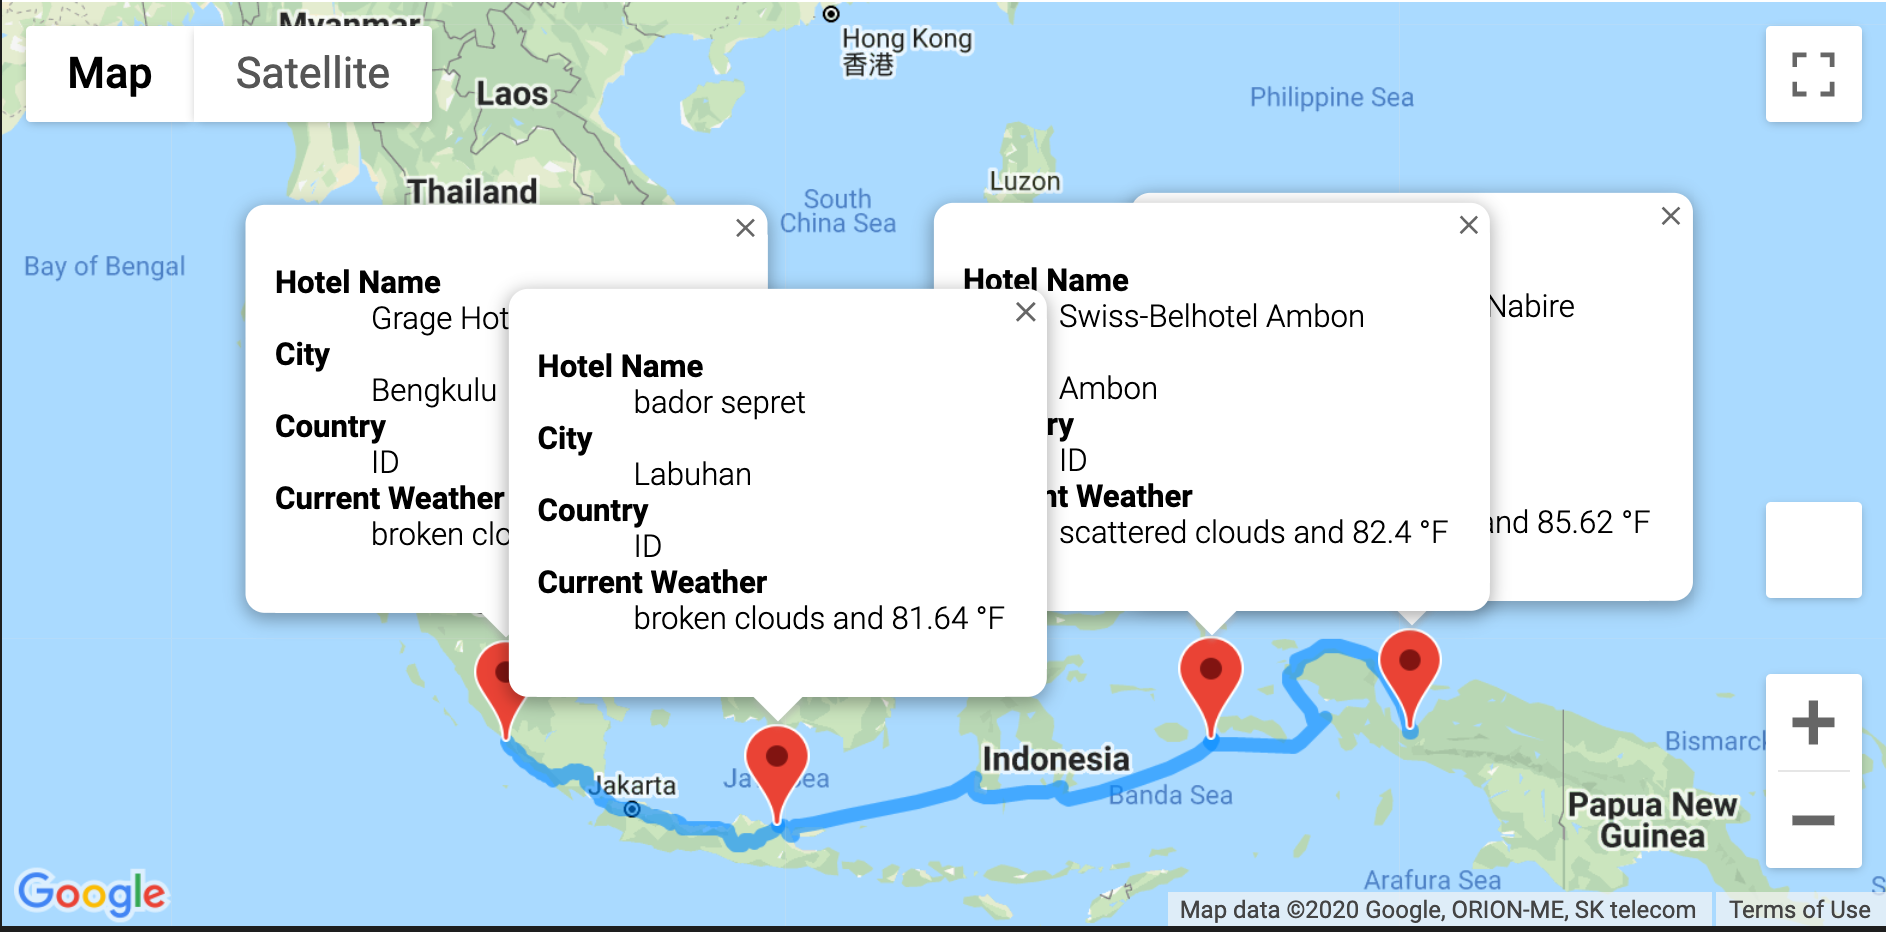 Myanmar
Hong Kong
香港
Map
Satellite
Laos
Philippine Sea
Thailand
Luzon
South
China Sea
Bay of Bengal
Hotel Name
Grage Hot
City
Bengkulu
Country
ID
Current Weather
broken clo
Hotel Name
bador sepret
City
Labuhan
Country
ID
Current Weather
broken clouds and 81.64 °F
Hotel Name
Swiss-Belhotel Ambon
Ambon
ry
ID
nt Weather
scattered clouds and 82.4 °F
Nabire
and 85.62 °F
Jakarta
Indonesia
Banda Sea
Bismarck
Papua New
Guinea
Arafura Sea
Google
Map data ©2020 Google, ORION-ME, SK telecom
Terms of Use